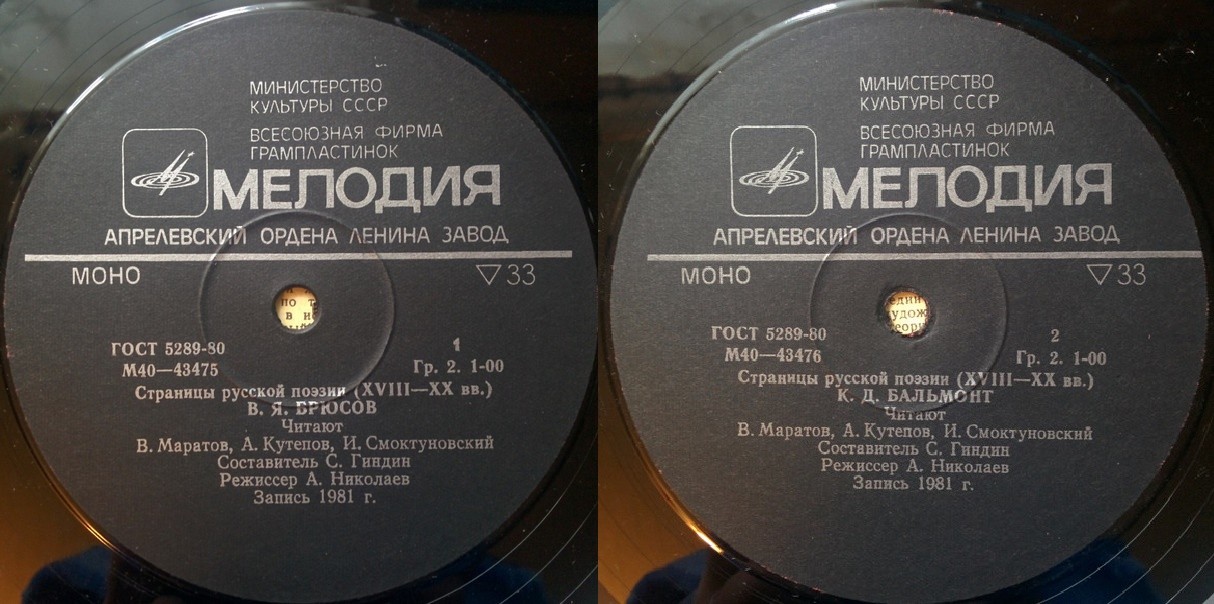 МИНИСТЕРСТВО
КУЛЬТУРЫ СССР
ВСЕСОЮЗНАЯ ФИРМА
ГРАМПЛАСТИНОК
МЕЛОДИЯ
АПРЕЛЕВСКИЙ ОРДЕНА ЛЕНИНА ЗАВОД
МОНО
33
ГОСТ 5289-80
1
М40—43475
Гр. 2. 1-00
Страницы русской поэзии (XVIII—XX вв.)
В. Я. БРЮСОВ
Читают
В. Маратов, А. Кутепов, И. Смоктуновский
Составитель С. Гиндин
Режиссер А. Николаев
Запись 1981 г.
МИНИСТЕРСТВО
КУЛЬТУРЫ СССР
ВСЕСОЮЗНАЯ ФИРМА
ГРАМПЛАСТИНОК
МЕЛОДИЯ
АПРЕЛЕВСКИЙ ОРДЕНА ЛЕНИНА ЗАВОД
МОНО
33
ГОСТ 5289-80
2
М40—43476
Гр. 2. 1-00
Страницы русской поэзии (XVIII—XX вв.)
К. Д. БАЛЬМОНТ
Читают
В. Маратов, А. Кутепов, И. Смоктуновский
Составитель С. Гиндин
Режиссер А. Николаев
Запись 1981 г.